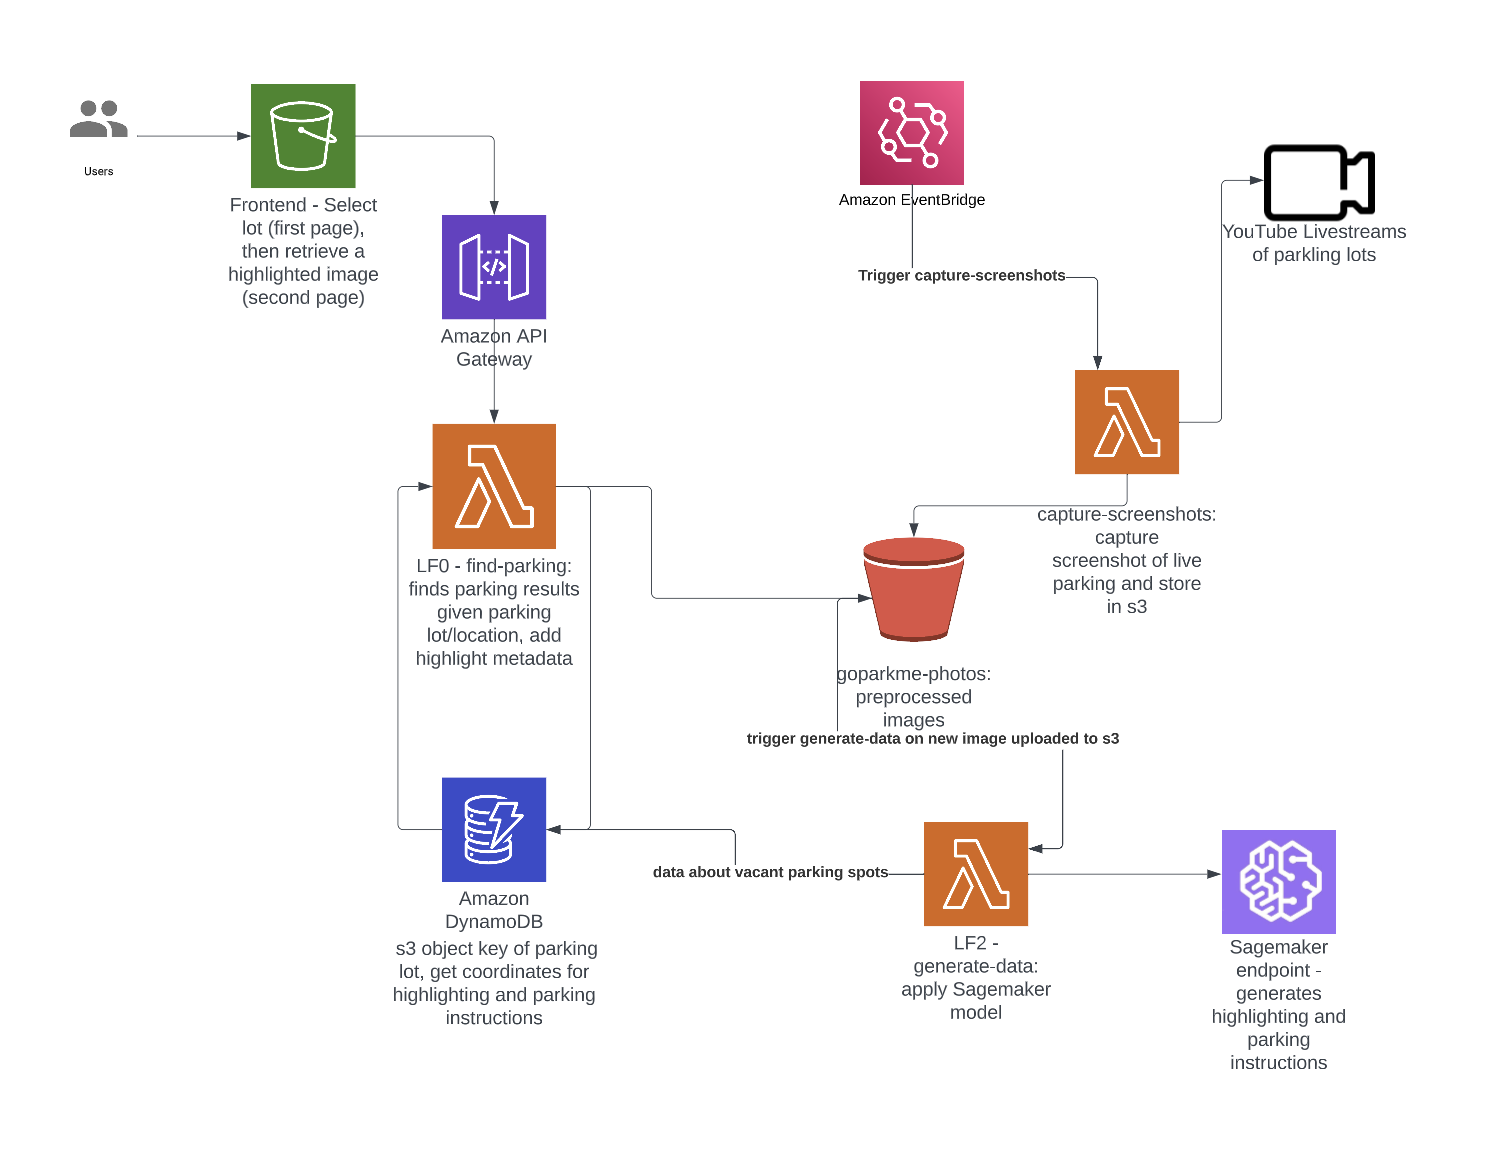 Users
Frontend - Select
lot (first page),
then retrieve a
highlighted image
(second page)
Amazon API
Gateway
LF0 - find-parking:
finds parking results
given parking
lot/location, add
highlight metadata
Amazon
DynamoDB
s3 object key of parking
lot, get coordinates for
highlighting and parking
instructions
Amazon EventBridge
Trigger capture-screenshots
YouTube Livestreams
of parkling lots
capture-screenshots:
capture
screenshot of live
parking and store
in s3
goparkme-photos:
preprocessed
images
trigger generate-data on new image uploaded to s3
data about vacant parking spots
LF2 -
generate-data:
apply Sagemaker
model
Sagemaker
endpoint -
generates
highlighting and
parking
instructions